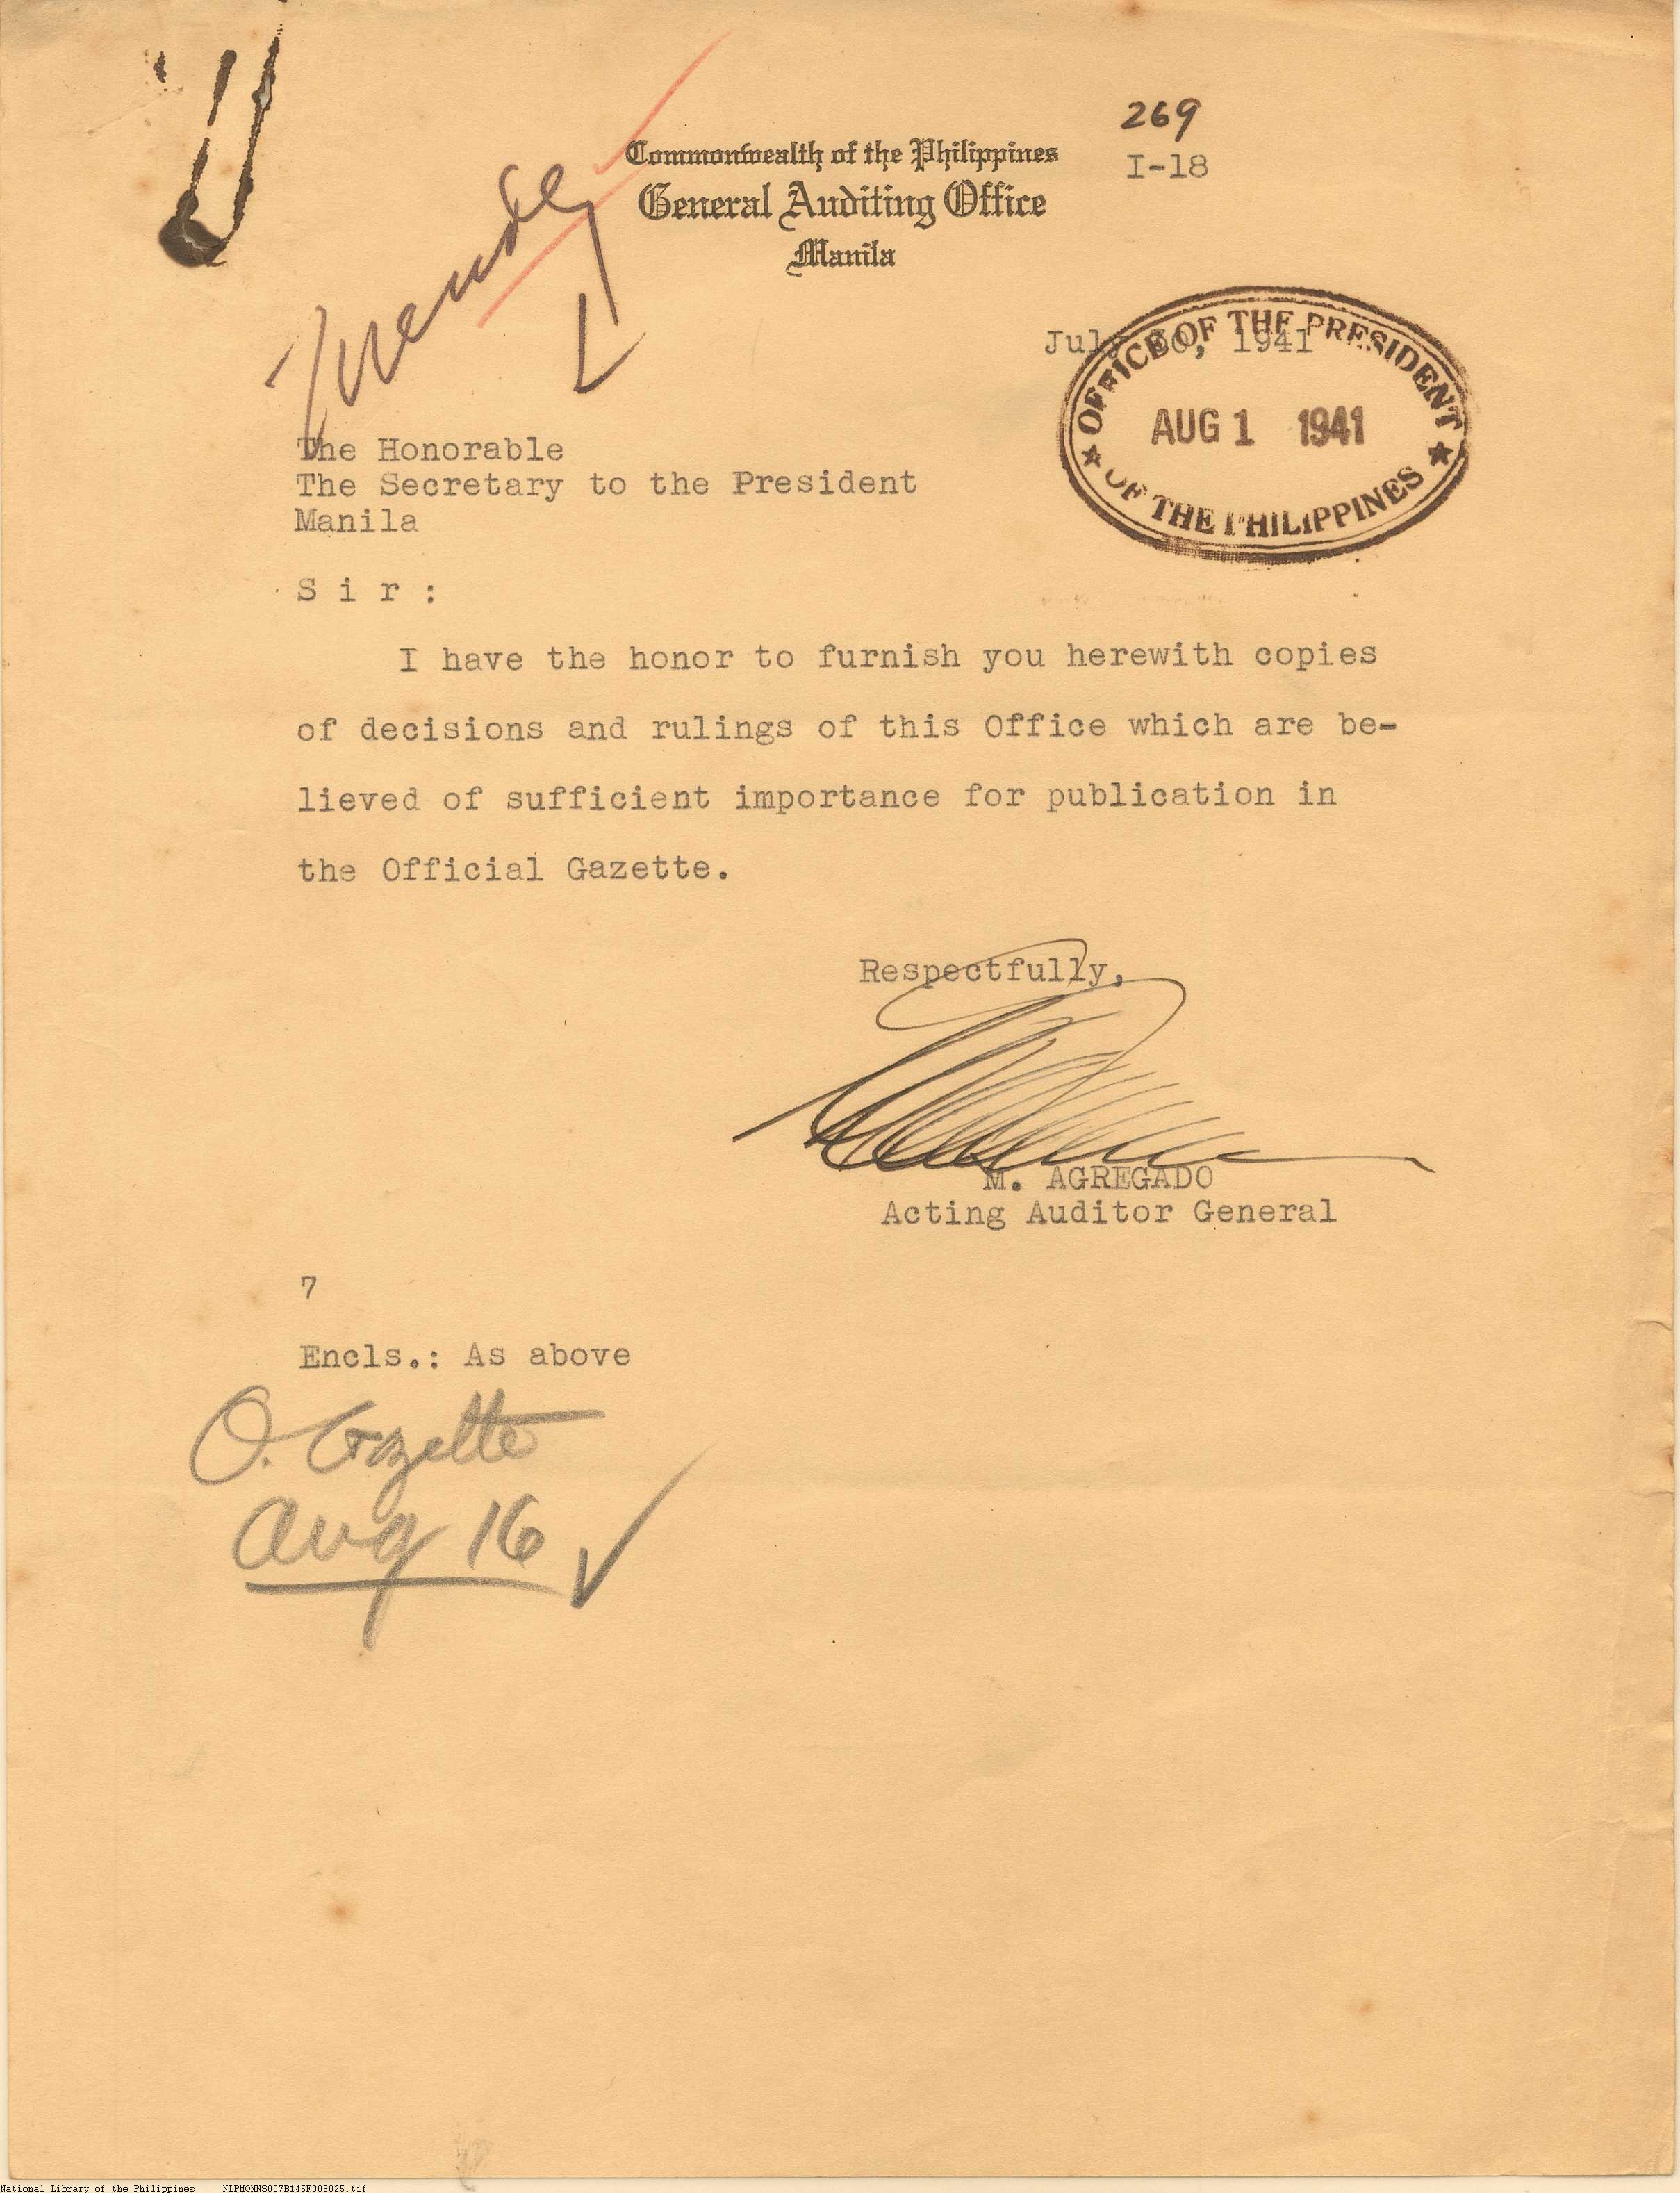 269
Commonwealth of the Philippines
I-18
General Auditing Office
Manila
July 1941
OFFICE OF THE PRESIDENT
AUG 1 1941
OF THE PHILIPPINES
The Honorable
The Secretary to the President
Manila
S i r :
I have the honor to furnish you herewith copies
of decisions and rulings of this Office which are be-
lieved of sufficient importance for publication in
the Official Gazette.
Respectfully,
M. AGREGADO
Acting Auditor General
7
Encls.: As above
O. Gazette
Aug 16
National Library of the Philippines NLPMQMNS007B145F005025.tif